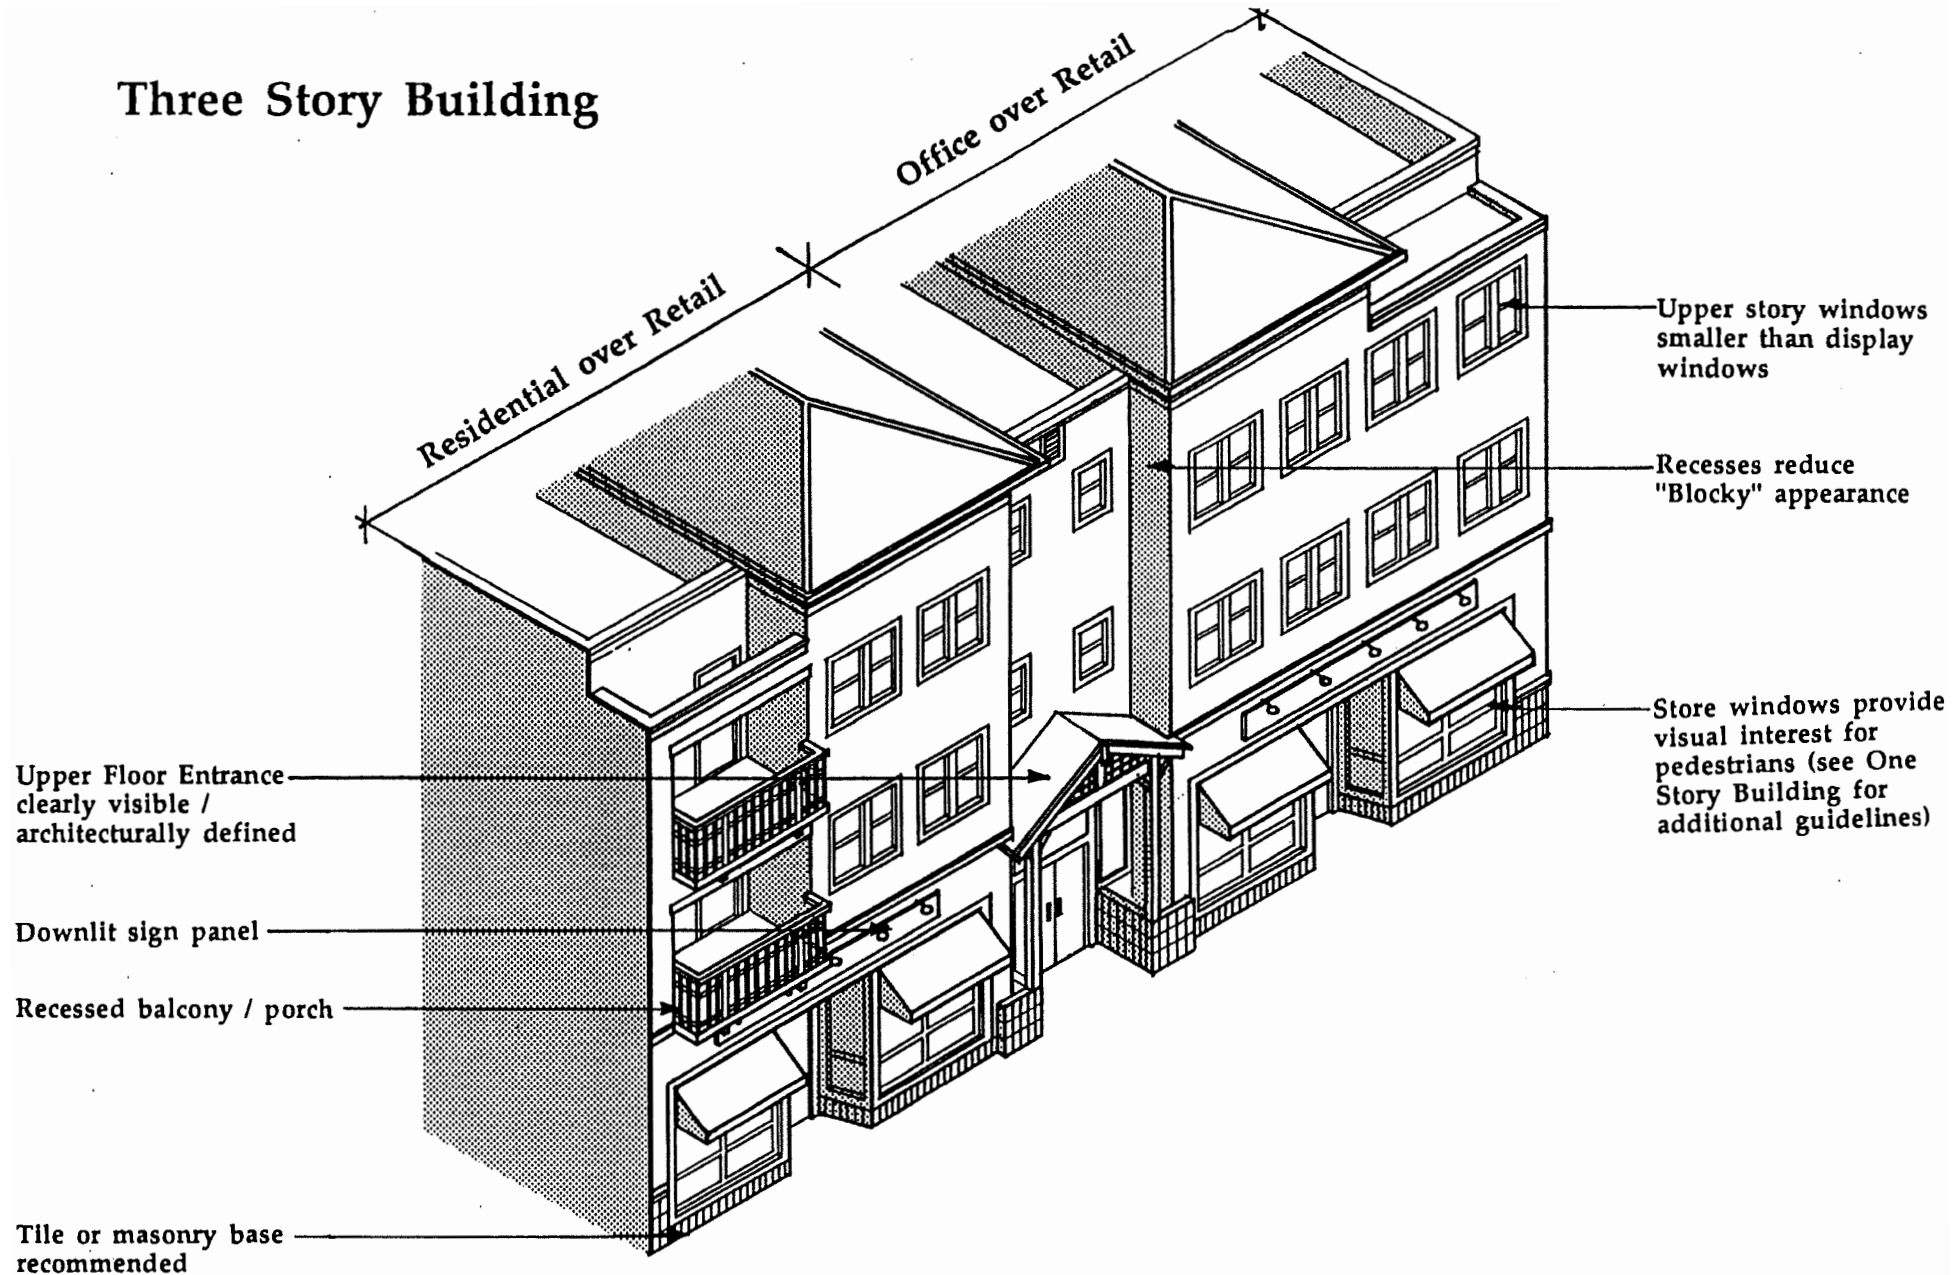 Three Story Building
Office over Retail
Residential over Retail
Upper story windows
smaller than display
windows
Recesses reduce
"Blocky" appearance
Store windows provide
visual interest for
pedestrians (see One
Story Building for
additional guidelines)
Upper Floor Entrance
clearly visible /
architecturally defined
Downlit sign panel
Recessed balcony / porch
Tile or masonry base
recommended